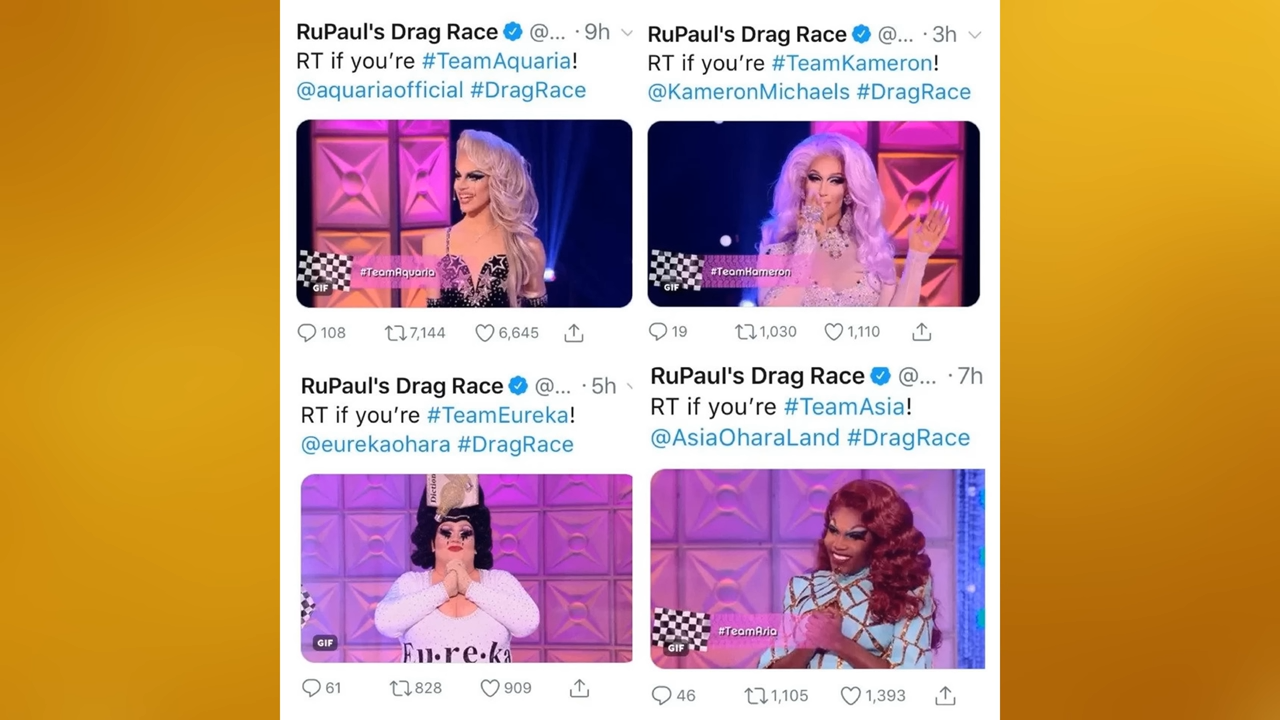 RuPaul's Drag Race @... · 9h
RT if you're #TeamAquaria!
@aquariaofficial #DragRace
#TeamAquaria
GIF
108 7,144 6,645
RuPaul's Drag Race @... · 3h
RT if you're #TeamKameron!
@KameronMichaels #DragRace
#TeamKameron
GIF
19 1,030 1,110
RuPaul's Drag Race @... · 5h
RT if you're #TeamEureka!
@eurekaohara #DragRace
Diction
Eu·re·ka
GIF
61 828 909
RuPaul's Drag Race @... · 7h
RT if you're #TeamAsia!
@AsiaOharaLand #DragRace
#TeamAsia
GIF
46 1,105 1,393